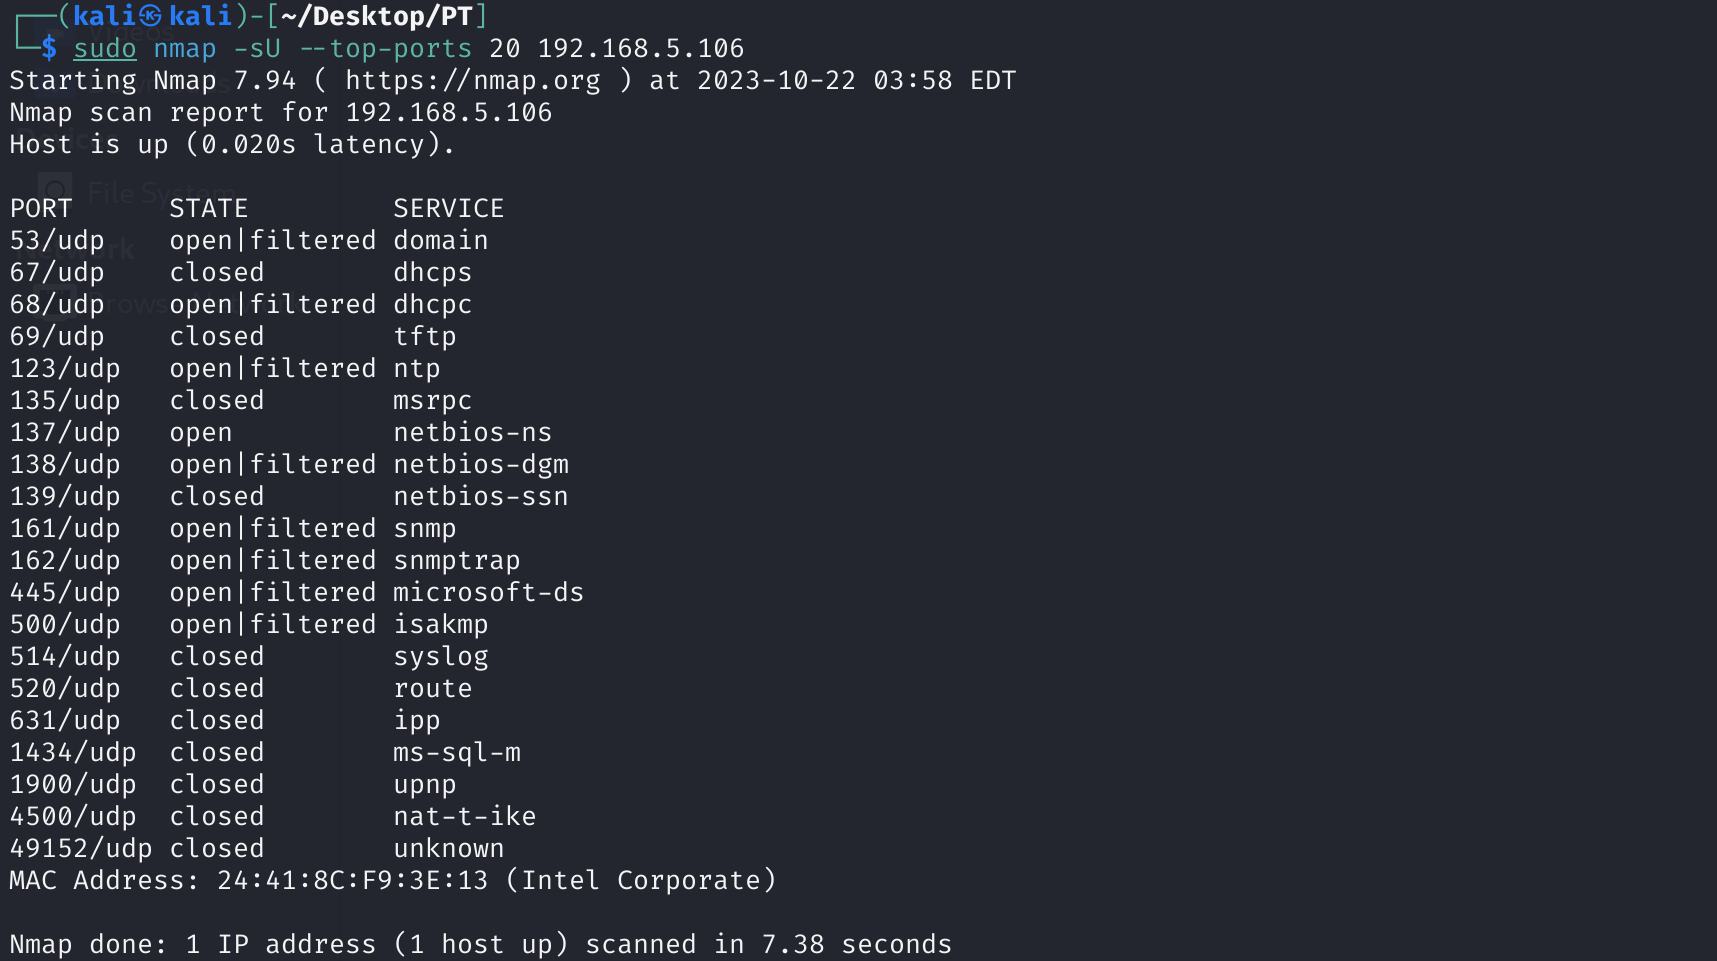 ┌──(kali㉿kali)-[~/Desktop/PT]
└─$ sudo nmap -sU --top-ports 20 192.168.5.106
Starting Nmap 7.94 ( https://nmap.org ) at 2023-10-22 03:58 EDT
Nmap scan report for 192.168.5.106
Host is up (0.020s latency).

PORT      STATE         SERVICE
53/udp    open|filtered domain
67/udp    closed        dhcps
68/udp    open|filtered dhcpc
69/udp    closed        tftp
123/udp   open|filtered ntp
135/udp   closed        msrpc
137/udp   open          netbios-ns
138/udp   open|filtered netbios-dgm
139/udp   closed        netbios-ssn
161/udp   open|filtered snmp
162/udp   open|filtered snmptrap
445/udp   open|filtered microsoft-ds
500/udp   open|filtered isakmp
514/udp   closed        syslog
520/udp   closed        route
631/udp   closed        ipp
1434/udp  closed        ms-sql-m
1900/udp  closed        upnp
4500/udp  closed        nat-t-ike
49152/udp closed        unknown
MAC Address: 24:41:8C:F9:3E:13 (Intel Corporate)

Nmap done: 1 IP address (1 host up) scanned in 7.38 seconds
Videos
File System
Network